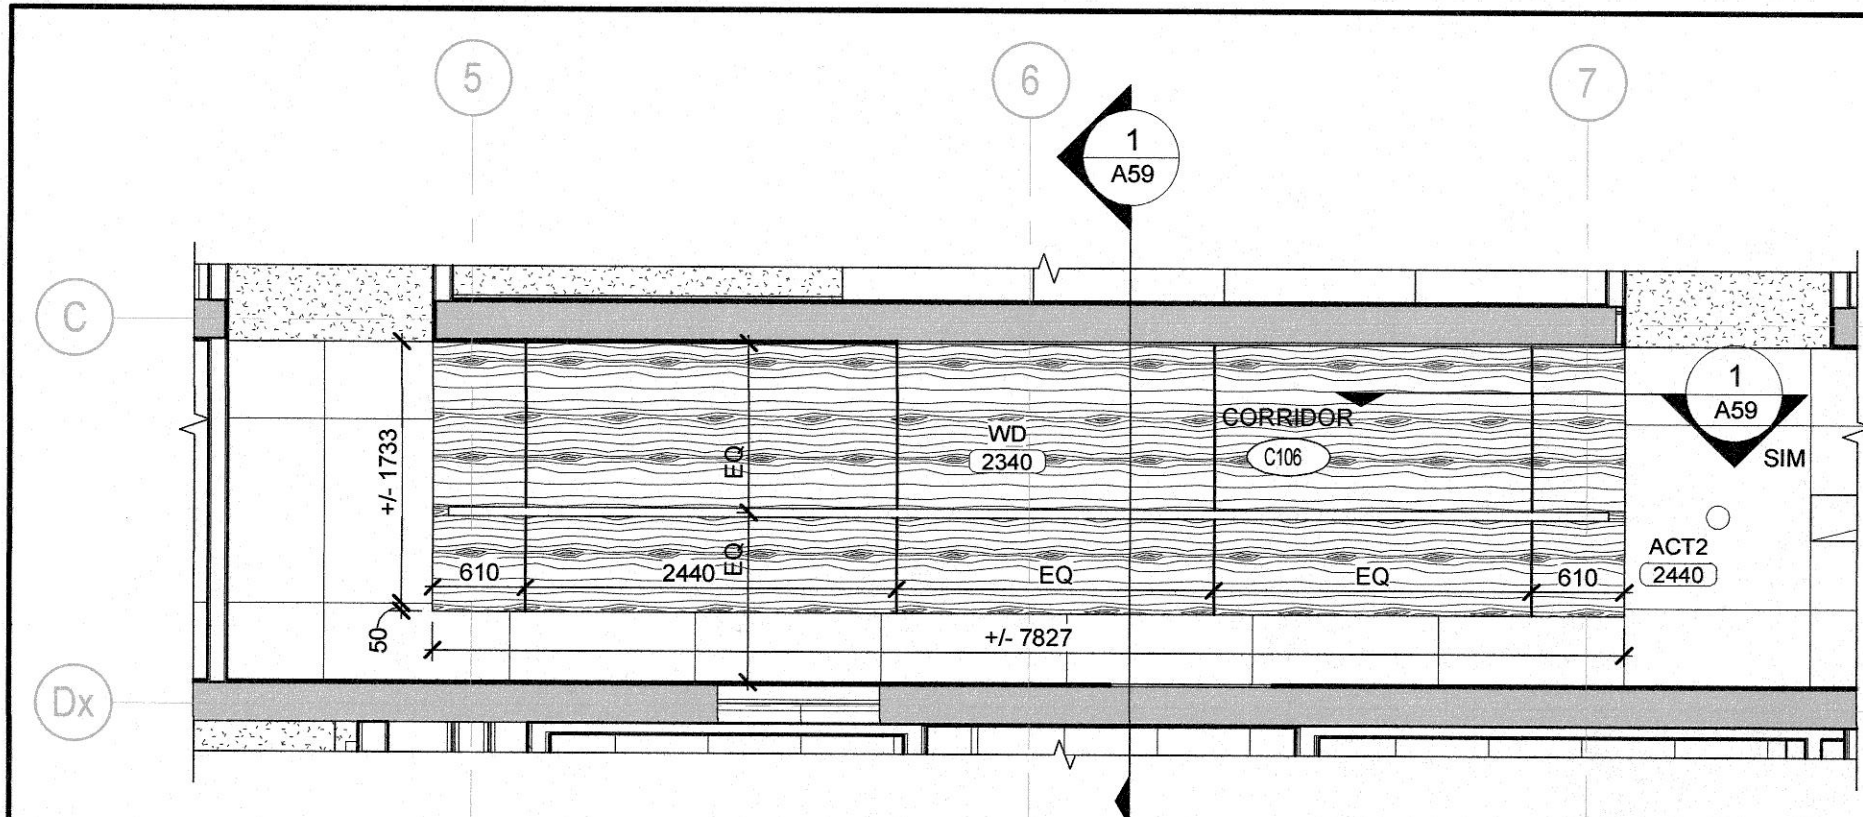 5
6
7
1
A59
C
1
A59
SIM
CORRIDOR
C106
WD
2340
+/- 1733
EQ
EQ
ACT2
2440
610
2440
EQ
EQ
610
50
+/- 7827
Dx